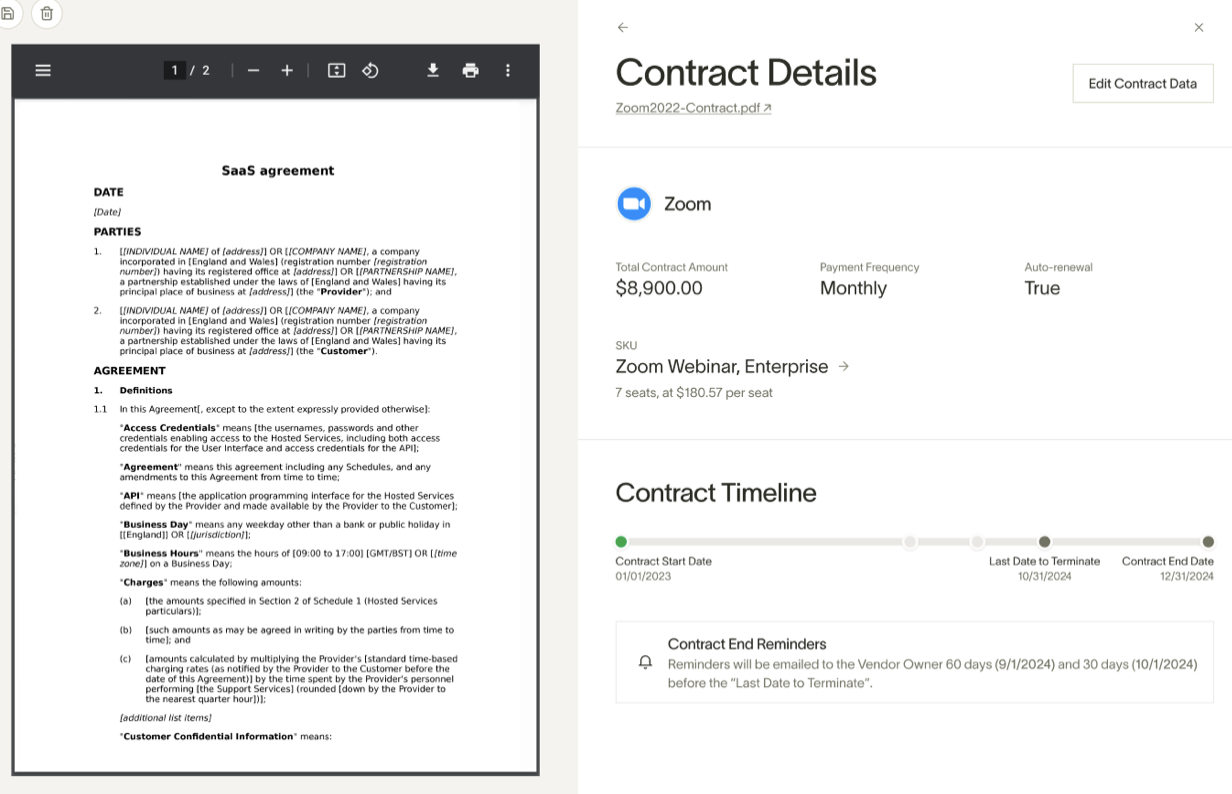 1 / 2
SaaS agreement
DATE
[Date]
PARTIES
1. [[INDIVIDUAL NAME] of [address]] OR [[COMPANY NAME], a company
incorporated in [England and Wales] (registration number [registration
number]) having its registered office at [address]] OR [[PARTNERSHIP NAME],
a partnership established under the laws of [England and Wales] having its
principal place of business at [address]] (the "Provider"); and
2. [[INDIVIDUAL NAME] of [address]] OR [[COMPANY NAME], a company
incorporated in [England and Wales] (registration number [registration
number]) having its registered office at [address]] OR [[PARTNERSHIP NAME],
a partnership established under the laws of [England and Wales] having its
principal place of business at [address]] (the "Customer").
AGREEMENT
1. Definitions
1.1 In this Agreement[, except to the extent expressly provided otherwise]:
"Access Credentials" means [the usernames, passwords and other
credentials enabling access to the Hosted Services, including both access
credentials for the User Interface and access credentials for the API];
"Agreement" means this agreement including any Schedules, and any
amendments to this Agreement from time to time;
"API" means [the application programming interface for the Hosted Services
defined by the Provider and made available by the Provider to the Customer];
"Business Day" means any weekday other than a bank or public holiday in
[[England]] OR [[jurisdiction]];
"Business Hours" means the hours of [09:00 to 17:00] [GMT/BST] OR [[time
zone]] on a Business Day;
"Charges" means the following amounts:
(a) [the amounts specified in Section 2 of Schedule 1 (Hosted Services
particulars)];
(b) [such amounts as may be agreed in writing by the parties from time to
time]; and
(c) [amounts calculated by multiplying the Provider's [standard time-based
charging rates (as notified by the Provider to the Customer before the
date of this Agreement)] by the time spent by the Provider's personnel
performing [the Support Services] (rounded [down by the Provider to
the nearest quarter hour])];
[additional list items]
"Customer Confidential Information" means:
Contract Details
Zoom2022-Contract.pdf
Edit Contract Data
Zoom
Total Contract Amount
$8,900.00
Payment Frequency
Monthly
Auto-renewal
True
SKU
Zoom Webinar, Enterprise
7 seats, at $180.57 per seat
Contract Timeline
Contract Start Date
01/01/2023
Last Date to Terminate
10/31/2024
Contract End Date
12/31/2024
Contract End Reminders
Reminders will be emailed to the Vendor Owner 60 days (9/1/2024) and 30 days (10/1/2024)
before the “Last Date to Terminate”.